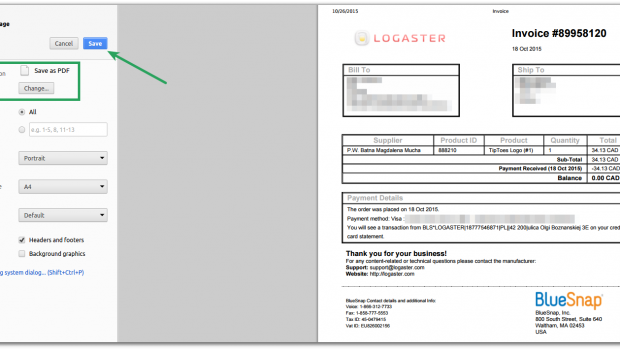 age
Cancel
Save
on
Save as PDF
Change...
All
e.g. 1-5, 8, 11-13
Portrait
e
A4
Default
Headers and footers
Background graphics
g system dialog... (Shift+Ctrl+P)
10/26/2015
Invoice
LOGASTER
Invoice #89958120
18 Oct 2015
Bill To
Ship To
Supplier Product ID Product Quantity Total
P.W. Batna Magdalena Mucha 888210 TipToes Logo (#1) 1 34.13 CAD
Sub-Total 34.13 CAD
Payment Received (18 Oct 2015) -34.13 CAD
Balance 0.00 CAD
Payment Details
The order was placed on 18 Oct 2015.
Payment method: Visa
You will see a transaction from BLS*LOGASTER|18777546871|PL||42 200|ulica Olgi Boznanskiej 3E on your credit
card statement.
Thank you for your business!
For any content-related or technical questions please contact the manufacturer:
Support: support@logaster.com
Website: http://logaster.com
BlueSnap Contact details and additional Info:
Voice: 1-866-312-7733
Fax: 1-856-777-5553
Tax ID: 45-0479415
Vat ID: EU826002156
BlueSnap
BlueSnap, Inc.
800 South Street, Suite 640
Waltham, MA 02453
USA